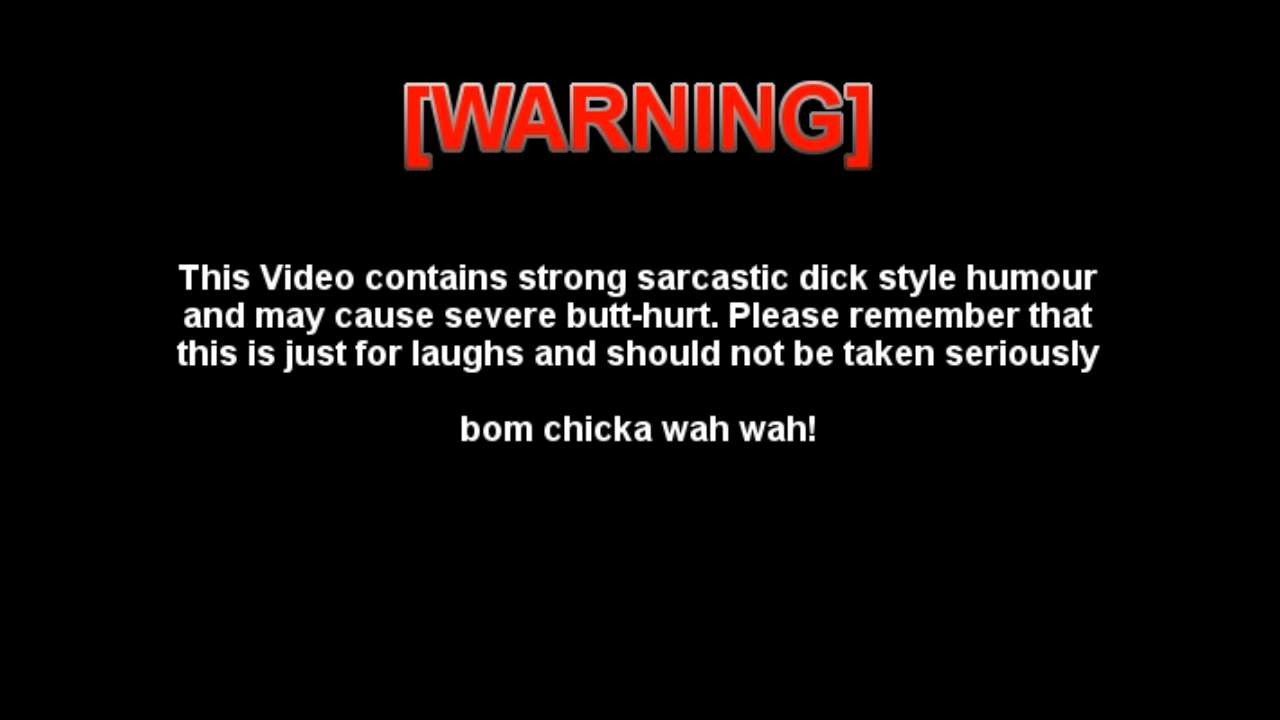 [WARNING]
This Video contains strong sarcastic dick style humour
and may cause severe butt-hurt. Please remember that
this is just for laughs and should not be taken seriously
bom chicka wah wah!